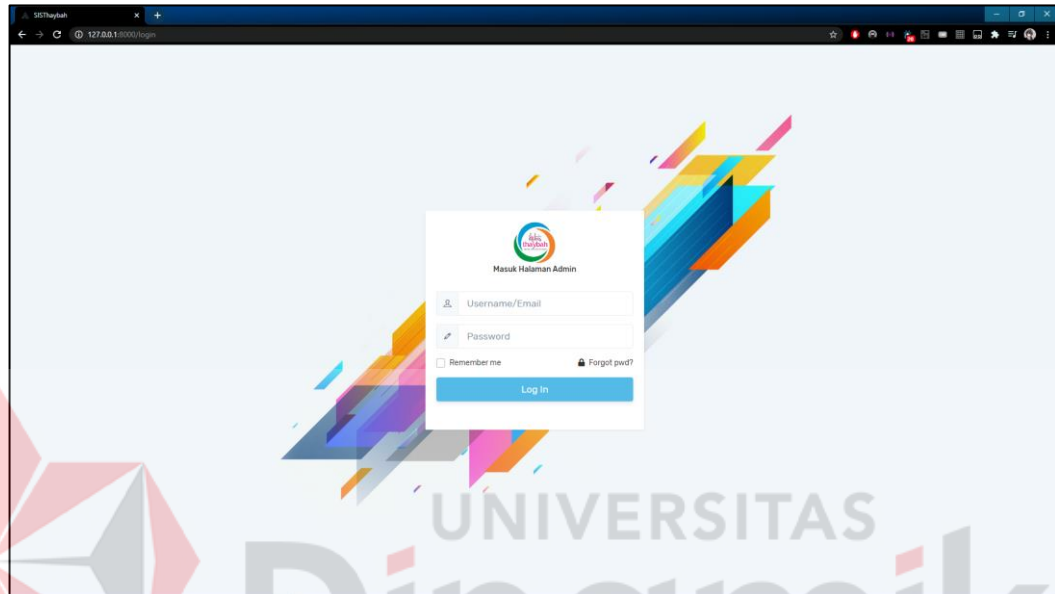 SISThaybah
127.0.0.1:8000/login
thaybah
Masuk Halaman Admin
Username/Email
Password
Remember me
Forgot pwd?
Log In
UNIVERSITAS
Dinamik